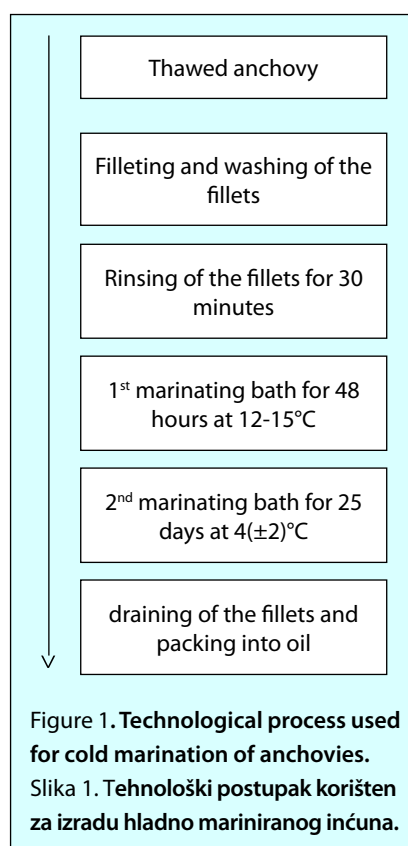 Thawed anchovy
Filleting and washing of the
fillets
Rinsing of the fillets for 30
minutes
1st marinating bath for 48
hours at 12-15°C
2nd marinating bath for 25
days at 4(±2)°C
draining of the fillets and
packing into oil
Figure 1. Technological process used
for cold marination of anchovies.
Slika 1. Tehnološki postupak korišten
za izradu hladno mariniranog inćuna.